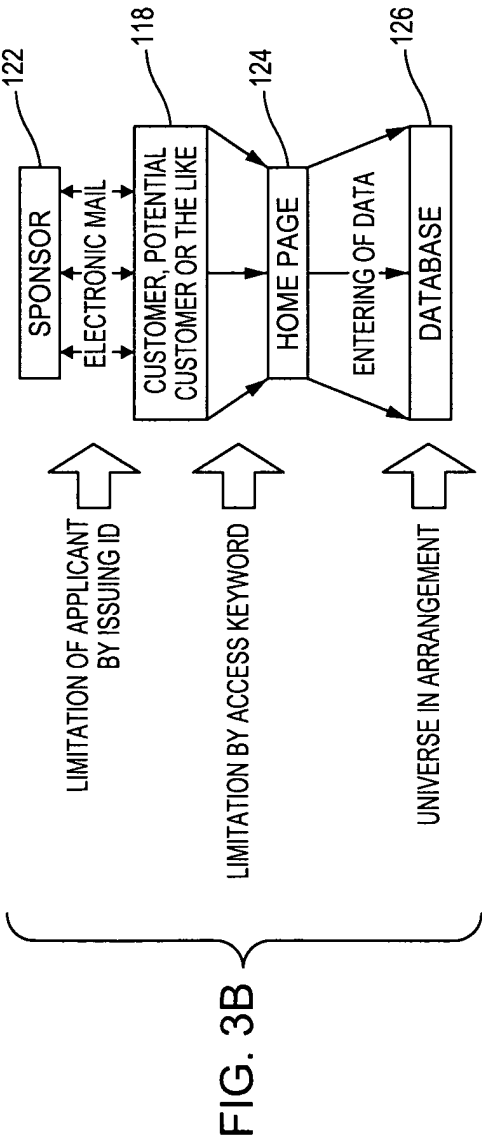 FIG. 3B
LIMITATION OF APPLICANT
BY ISSUING ID
LIMITATION BY ACCESS KEYWORD
UNIVERSE IN ARRANGEMENT
SPONSOR
122
ELECTRONIC MAIL
CUSTOMER, POTENTIAL
CUSTOMER OR THE LIKE
118
HOME PAGE
124
ENTERING OF DATA
DATABASE
126